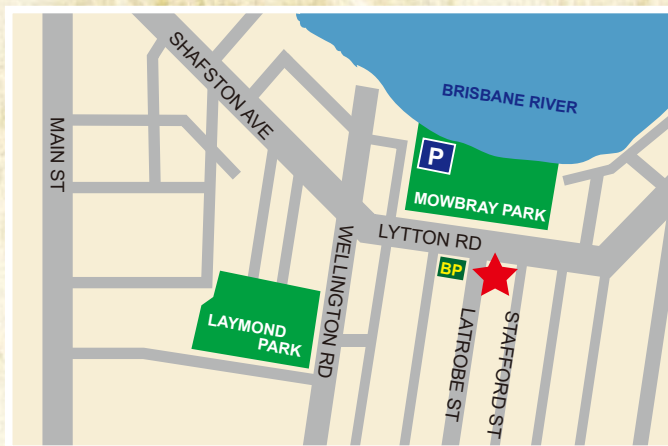 SHAFSTON AVE
BRISBANE RIVER
MAIN ST
P
MOWBRAY PARK
LYTTON RD
WELLINGTON RD
BP
LAYMOND
PARK
LATROBE ST
STAFFORD ST